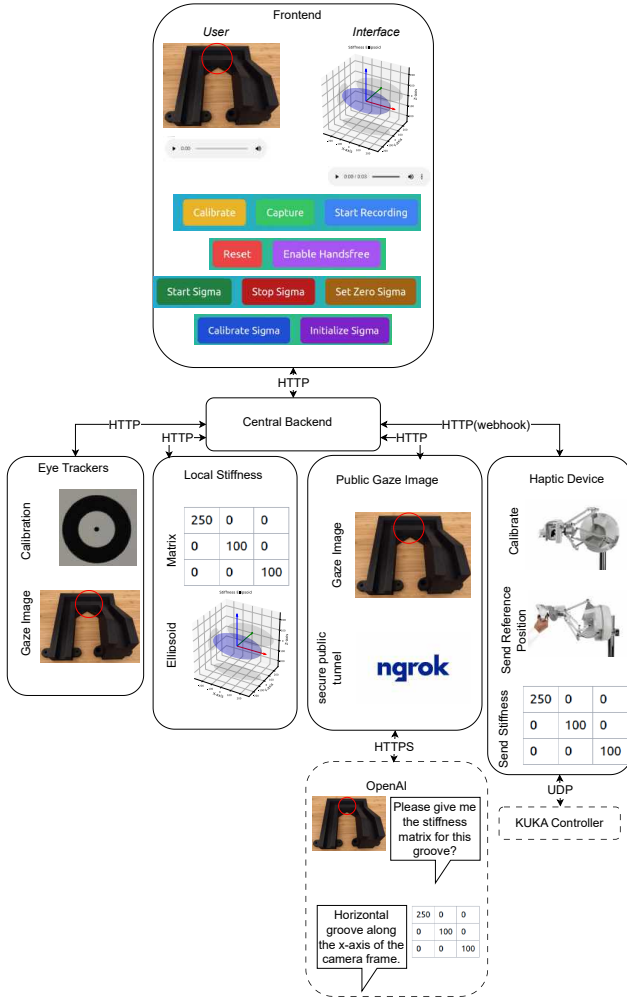 Frontend
User
Interface
Stiffness Ellipsoid
Z-axis
X-axis
0:00
0:00 / 0:03
Calibrate
Capture
Start Recording
Reset
Enable Handsfree
Start Sigma
Stop Sigma
Set Zero Sigma
Calibrate Sigma
Initialize Sigma
HTTP
Central Backend
HTTP
HTTP
HTTP
HTTP(webhook)
Eye Trackers
Calibration
Gaze Image
Local Stiffness
Matrix
250 0 0
0 100 0
0 0 100
Ellipsoid
Stiffness Ellipsoid
Z-axis
X-axis
Public Gaze Image
Gaze Image
secure public
tunnel
ngrok
Haptic Device
Calibrate
Send Reference
Position
Send Stiffness
250 0 0
0 100 0
0 0 100
HTTPS
UDP
KUKA Controller
OpenAI
Please give me
the stiffness
matrix for this
groove?
Horizontal
groove along
the x-axis of the
camera frame.
250 0 0
0 100 0
0 0 100